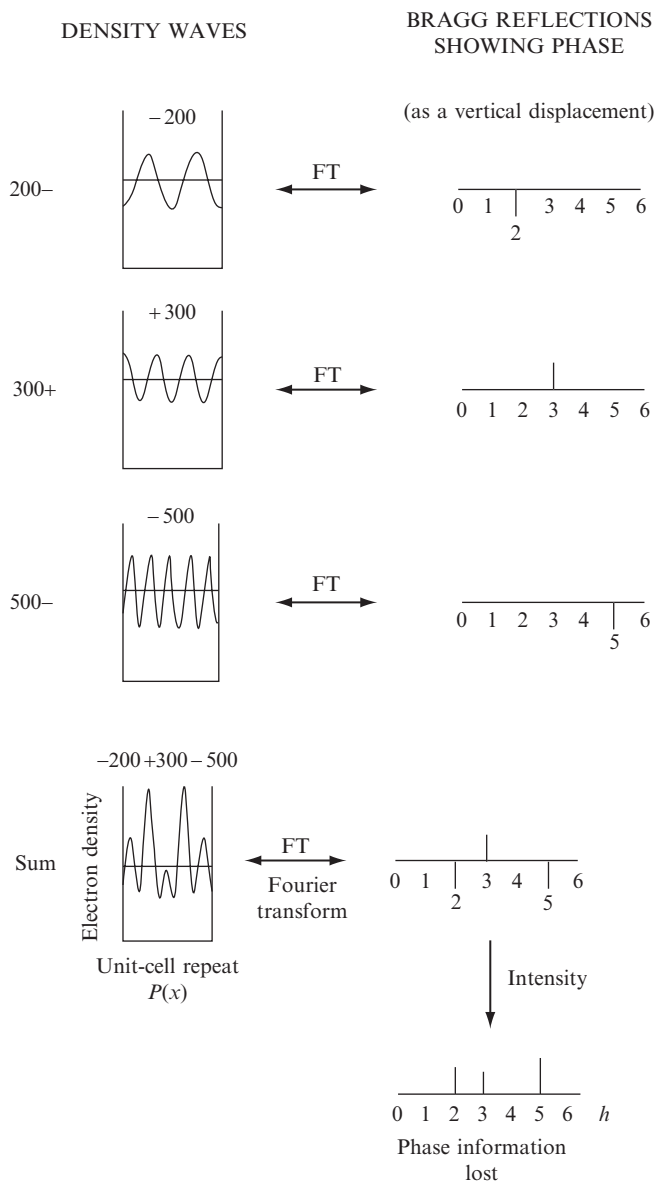 DENSITY WAVES
BRAGG REFLECTIONS
SHOWING PHASE
(as a vertical displacement)
−200
200−
FT
0 1 3 4 5 6
2
+300
300+
FT
0 1 2 3 4 5 6
−500
500−
FT
0 1 2 3 4 6
5
−200 +300 − 500
Sum
Electron density
FT
Fourier
transform
0 1 3 4 6
2 5
Unit-cell repeat
P(x)
Intensity
0 1 2 3 4 5 6 h
Phase information
lost